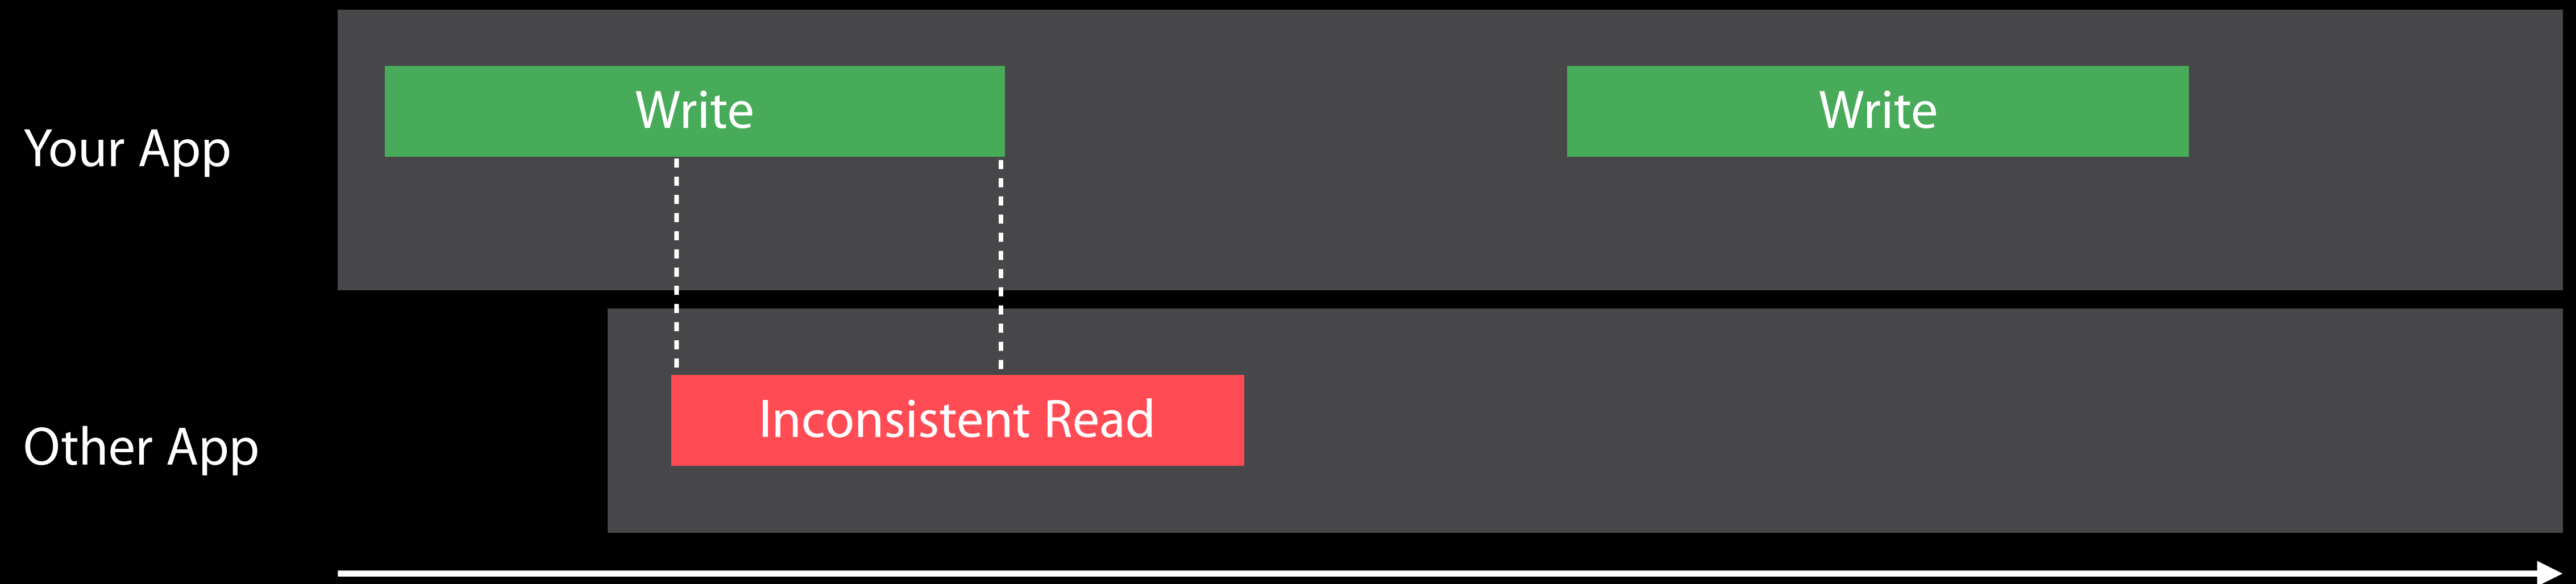 Your App
Write
Write
Other App
Inconsistent Read